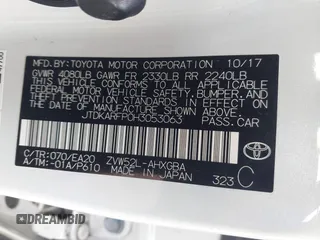 MFD.BY:TOYOTA MOTOR CORPORATION 10/17
GVWR 4080LB GAWR FR 2330LB RR 2240LB
THIS VEHICLE CONFORMS TO ALL APPLICABLE
FEDERAL MOTOR VEHICLE SAFETY, BUMPER, AND
THEFT PREVENTION STANDARDS IN EFFECT ON
THE DATE OF MANUFACTURE SHOWN ABOVE.
JTDKARFP0H3053063 PASS.CAR
C/TR:070/EA20 ZVW52L-AHXGBA
A/TM:-01A/P610 MADE IN JAPAN 323 C
TOYOTA